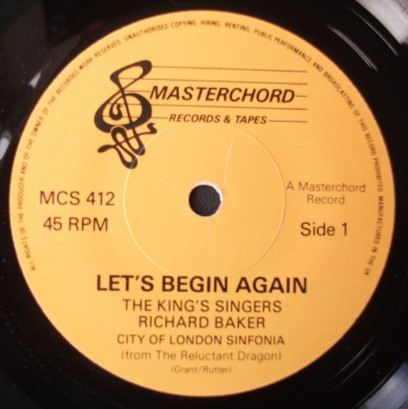 ALL RIGHTS OF THE PRODUCER AND OF THE OWNER OF THE RECORDED WORK RESERVED. UNAUTHORISED COPYING, HIRING, RENTING, PUBLIC PERFORMANCE AND BROADCASTING OF THIS RECORD PROHIBITED. MANUFACTURED IN THE UK
MASTERCHORD
RECORDS & TAPES
MCS 412
45 RPM
A Masterchord
Record
Side 1
LET'S BEGIN AGAIN
THE KING'S SINGERS
RICHARD BAKER
CITY OF LONDON SINFONIA
(from The Reluctant Dragon)
(Grant/Rutter)